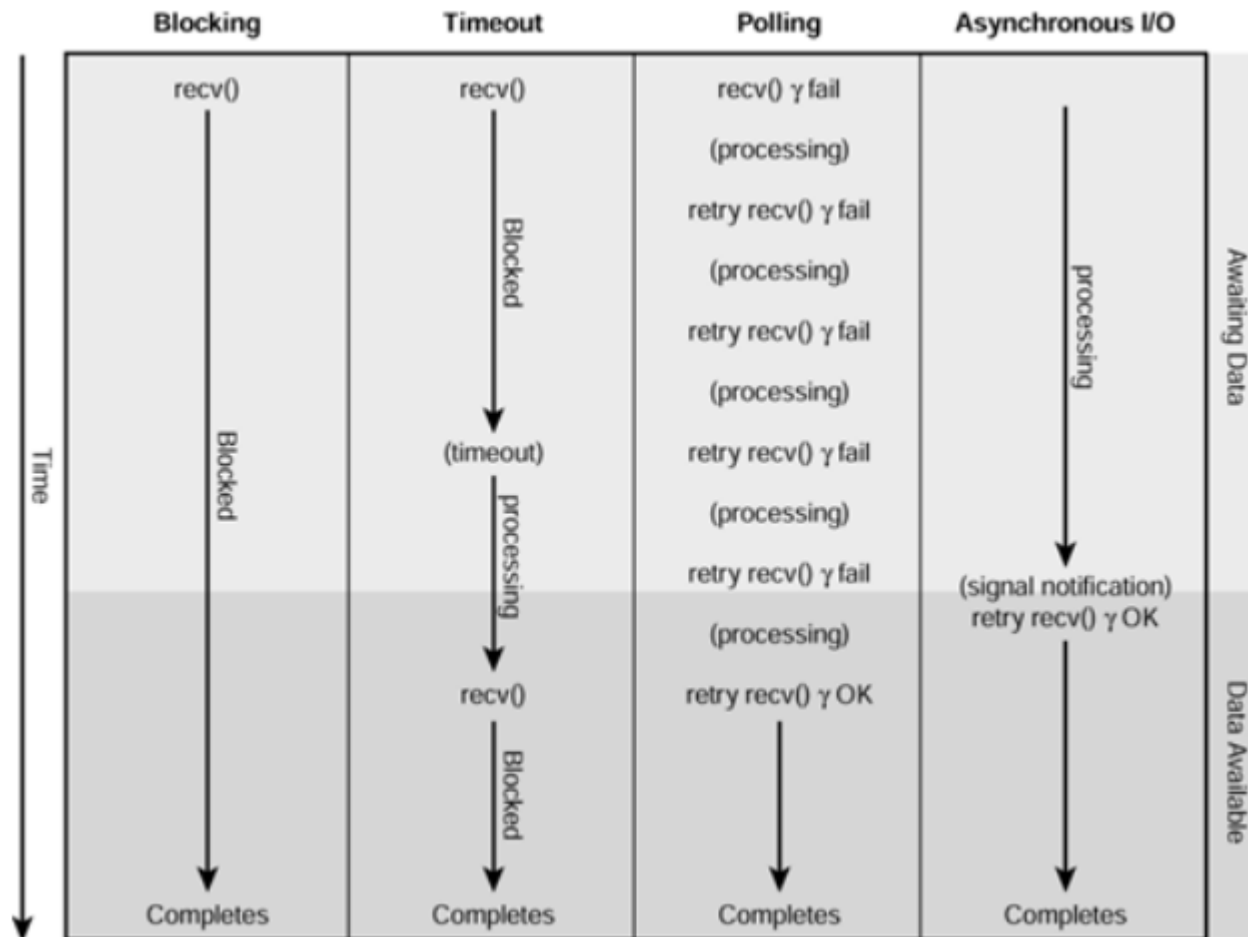 Blocking Timeout Polling Asynchronous I/O
recv() recv() recv() γ fail
(processing)
retry recv() γ fail
Blocked
(processing)
processing
Awaiting Data
retry recv() γ fail
(processing)
Blocked
(timeout)
retry recv() γ fail
Time
processing
(processing)
retry recv() γ fail
(signal notification)
retry recv() γ OK
(processing)
recv()
retry recv() γ OK
Blocked
Data Available
Completes Completes Completes Completes